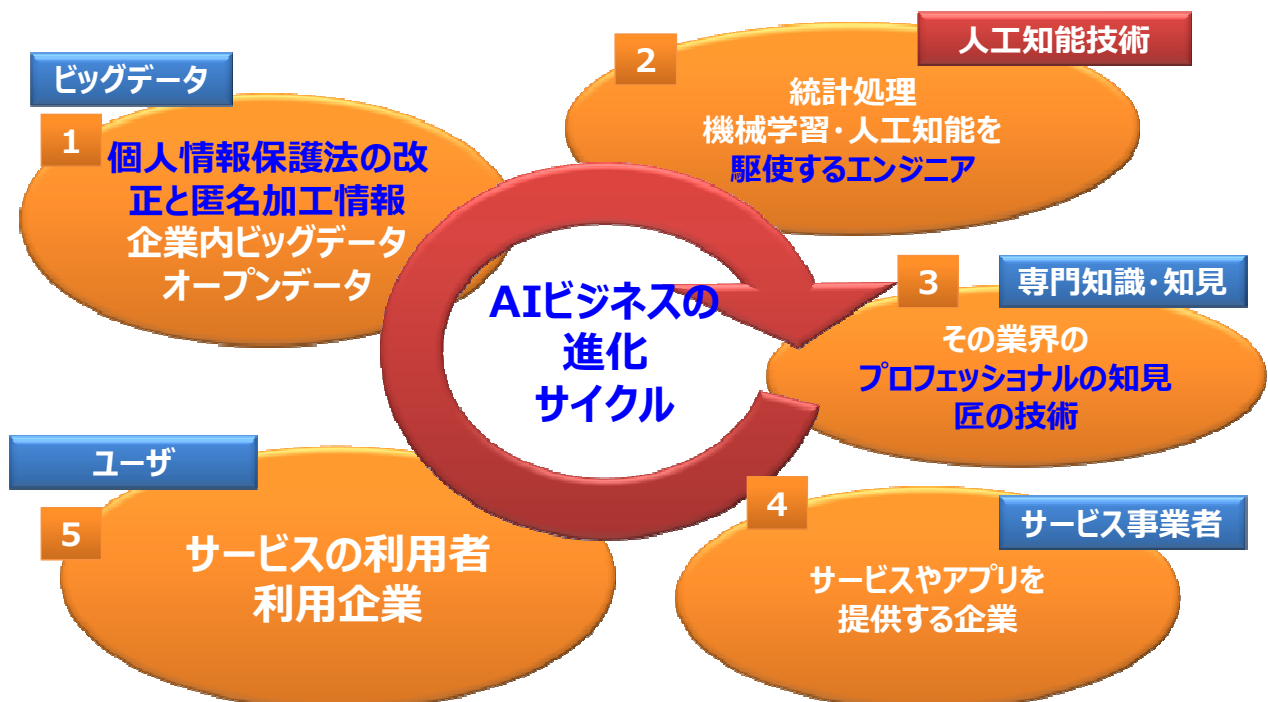 ビッグデータ
1
個人情報保護法の改
正と匿名加工情報
企業内ビッグデータ
オープンデータ
2
人工知能技術
統計処理
機械学習・人工知能を
駆使するエンジニア
AIビジネスの
進化
サイクル
3
専門知識・知見
その業界の
プロフェッショナルの知見
匠の技術
4
サービス事業者
サービスやアプリを
提供する企業
ユーザ
5
サービスの利用者
利用企業